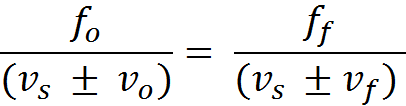 f_o / (v_s ± v_o) = f_f / (v_s ± v_f)